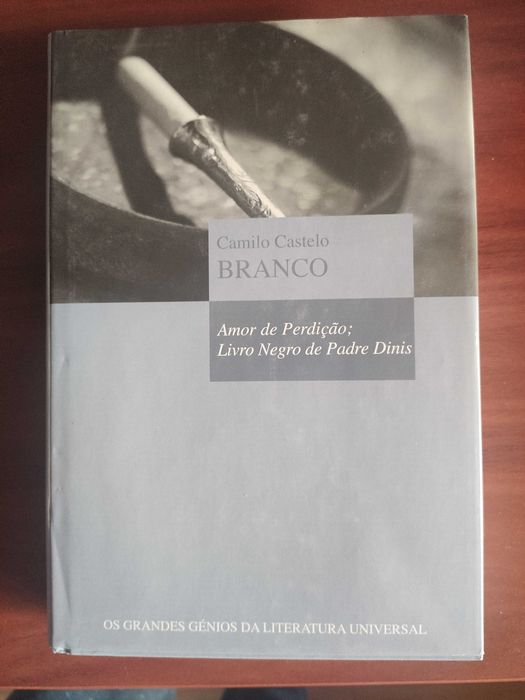 Camilo Castelo
BRANCO
Amor de Perdição;
Livro Negro de Padre Dinis
OS GRANDES GÉNIOS DA LITERATURA UNIVERSAL